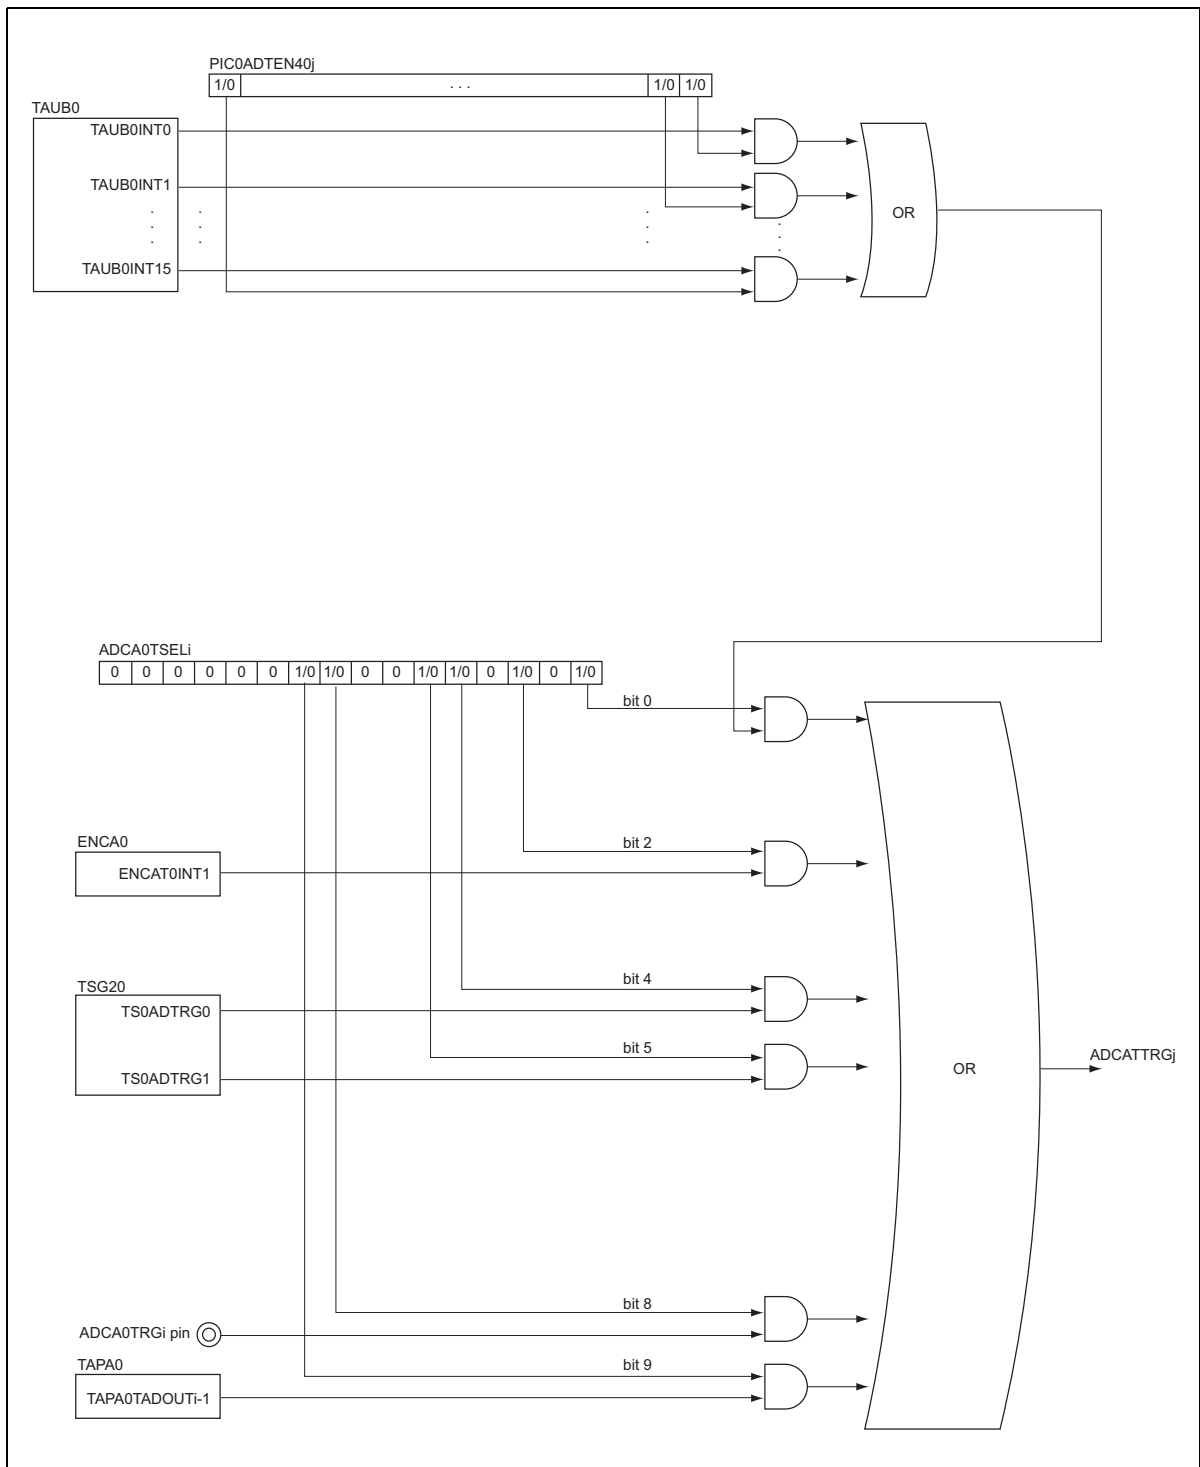 PIC0ADTEN40j
1/0 . . . 1/0 1/0
TAUB0
TAUB0INT0
TAUB0INT1
TAUB0INT15
OR
ADCA0TSELi
0 0 0 0 0 0 1/0 1/0 0 0 1/0 1/0 0 1/0 0 1/0
bit 0
ENCA0
bit 2
ENCAT0INT1
TSG20
bit 4
TS0ADTRG0
bit 5
TS0ADTRG1
OR
ADCATTRGj
bit 8
ADCA0TRGi pin
TAPA0
bit 9
TAPA0TADOUTi-1